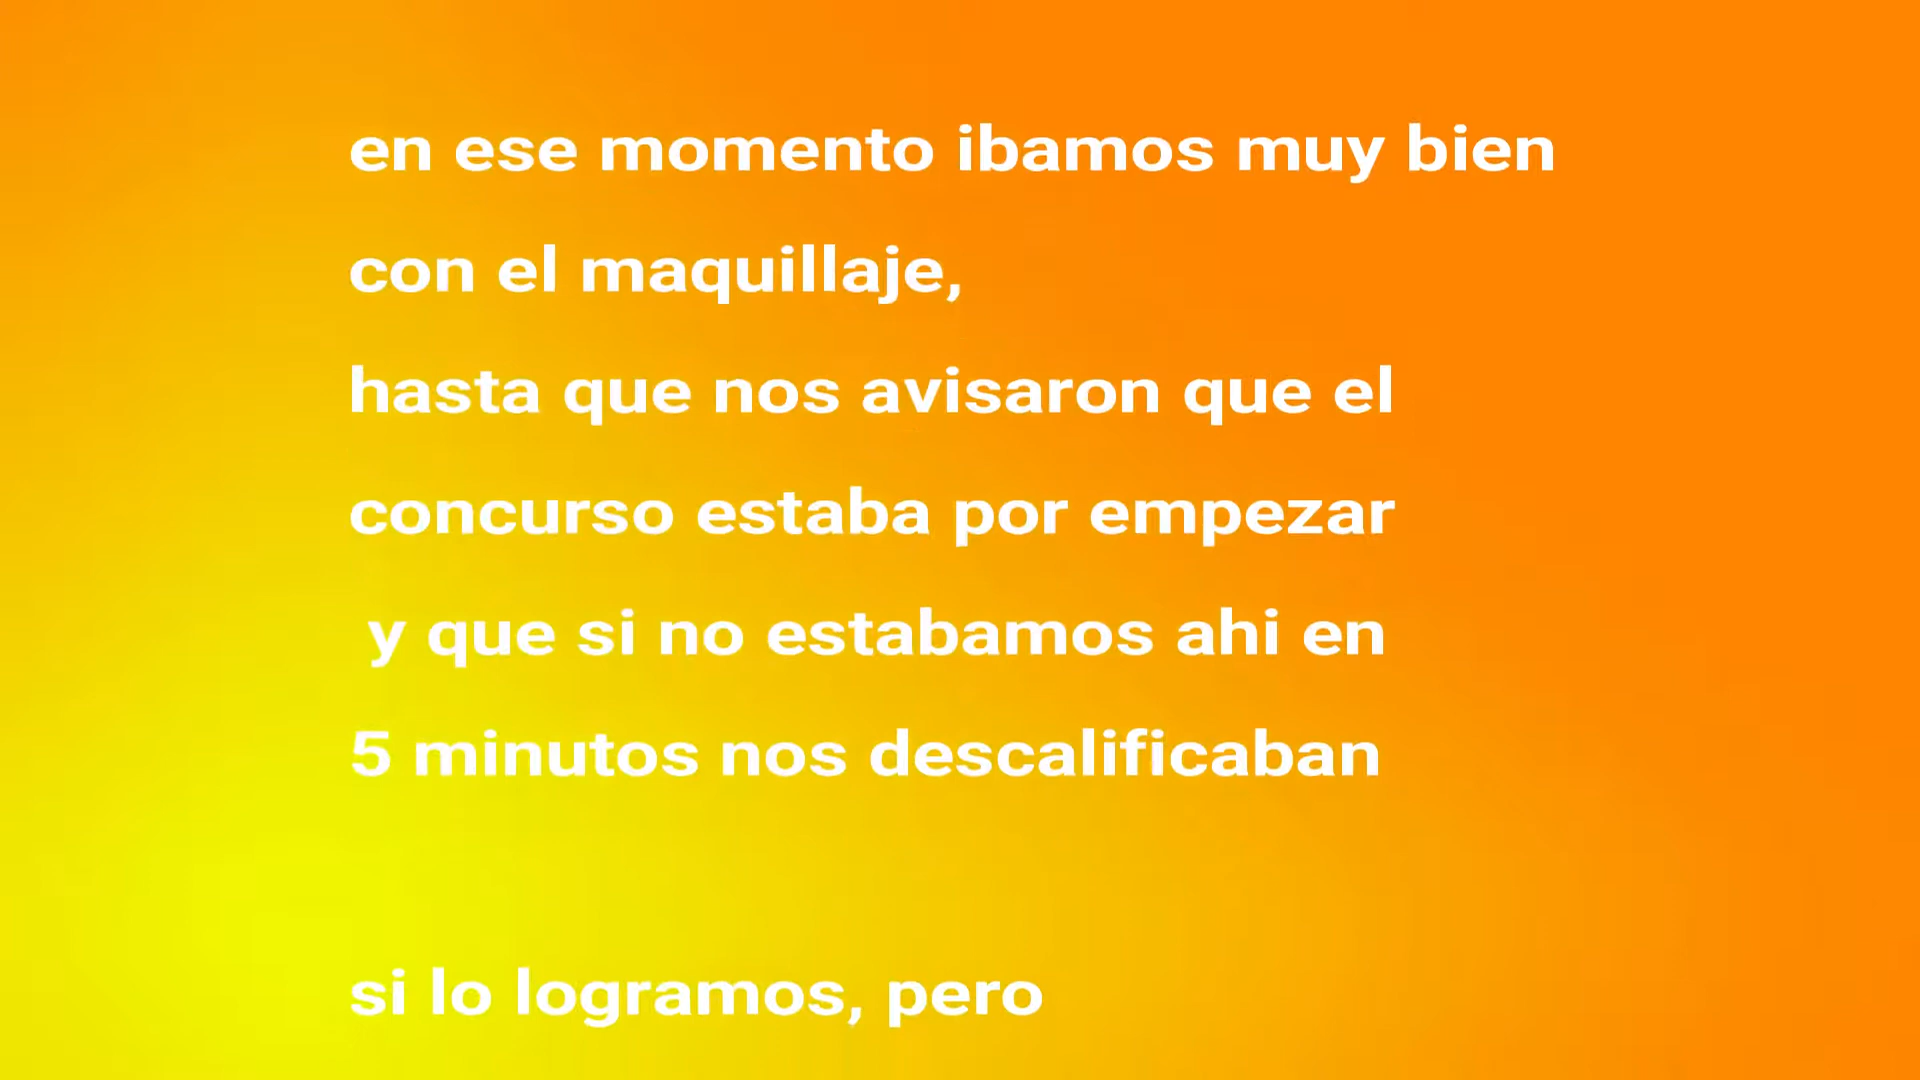 en ese momento ibamos muy bien
con el maquillaje,
hasta que nos avisaron que el
concurso estaba por empezar
y que si no estabamos ahi en
5 minutos nos descalificaban
si lo logramos, pero